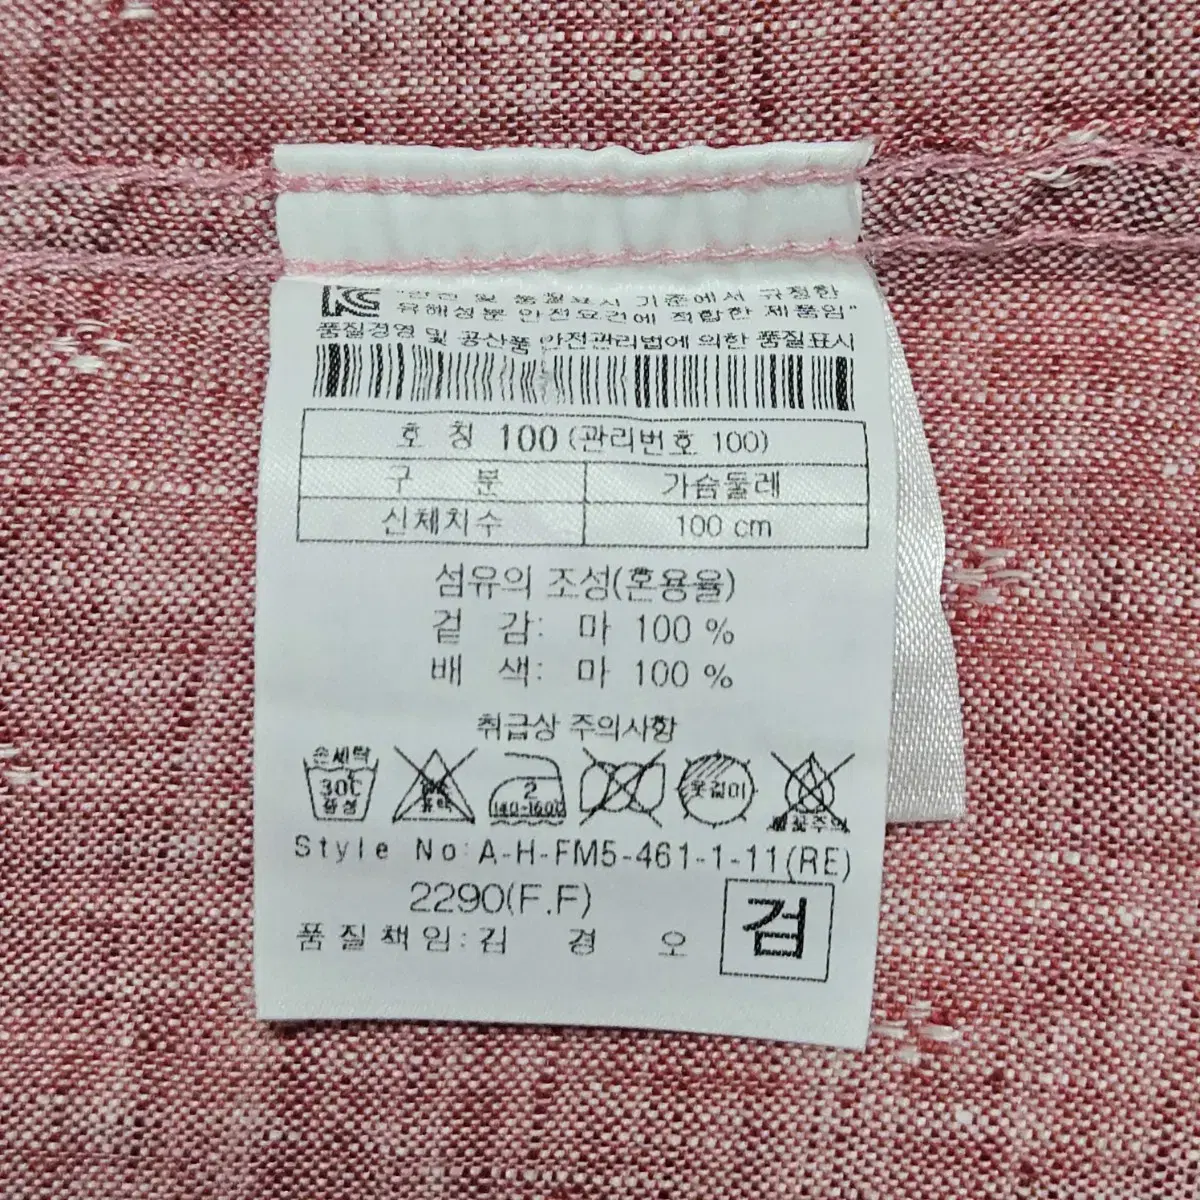 및 품질표시 기준에서 규정한
유해성분 안전요건에 적합한 제품임"
품질경영 및 공산품 안전관리법에 의한 품질표시
호 칭 100 (관리번호 100)
구 분 가슴둘레
신체치수 100 cm
섬유의 조성(혼용율)
겉 감: 마 100 %
배 색: 마 100 %
취급상 주의사항
손세탁
30℃ 2 옷걸이
중성 140-160℃ 불꽃주의
Style No:A-H-FM5-461-1-11(RE)
2290(F.F)
품질책임:김 경 오 검